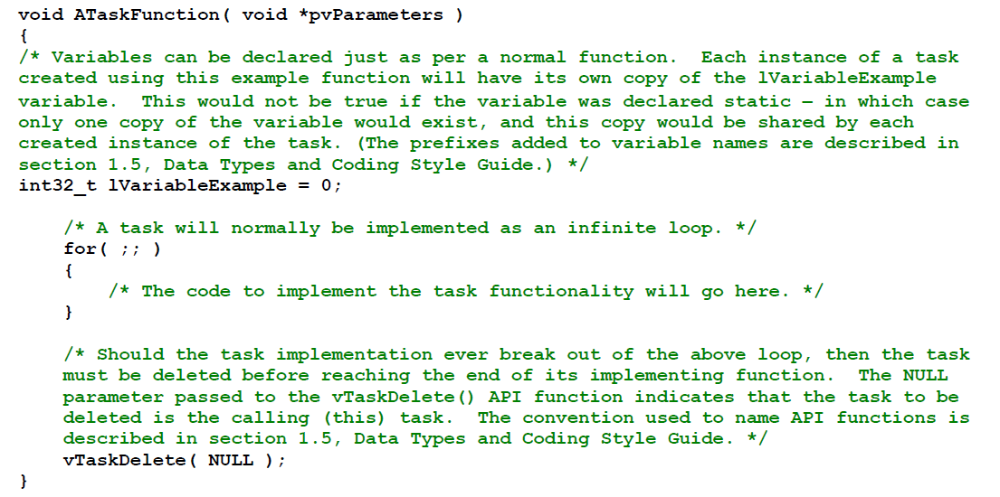 void ATaskFunction( void *pvParameters )
{
/* Variables can be declared just as per a normal function.  Each instance of a task
created using this example function will have its own copy of the lVariableExample
variable.  This would not be true if the variable was declared static – in which case
only one copy of the variable would exist, and this copy would be shared by each
created instance of the task. (The prefixes added to variable names are described in
section 1.5, Data Types and Coding Style Guide.) */
int32_t lVariableExample = 0;

    /* A task will normally be implemented as an infinite loop. */
    for( ;; )
    {
        /* The code to implement the task functionality will go here. */
    }

    /* Should the task implementation ever break out of the above loop, then the task
    must be deleted before reaching the end of its implementing function.  The NULL
    parameter passed to the vTaskDelete() API function indicates that the task to be
    deleted is the calling (this) task.  The convention used to name API functions is
    described in section 1.5, Data Types and Coding Style Guide. */
    vTaskDelete( NULL );
}